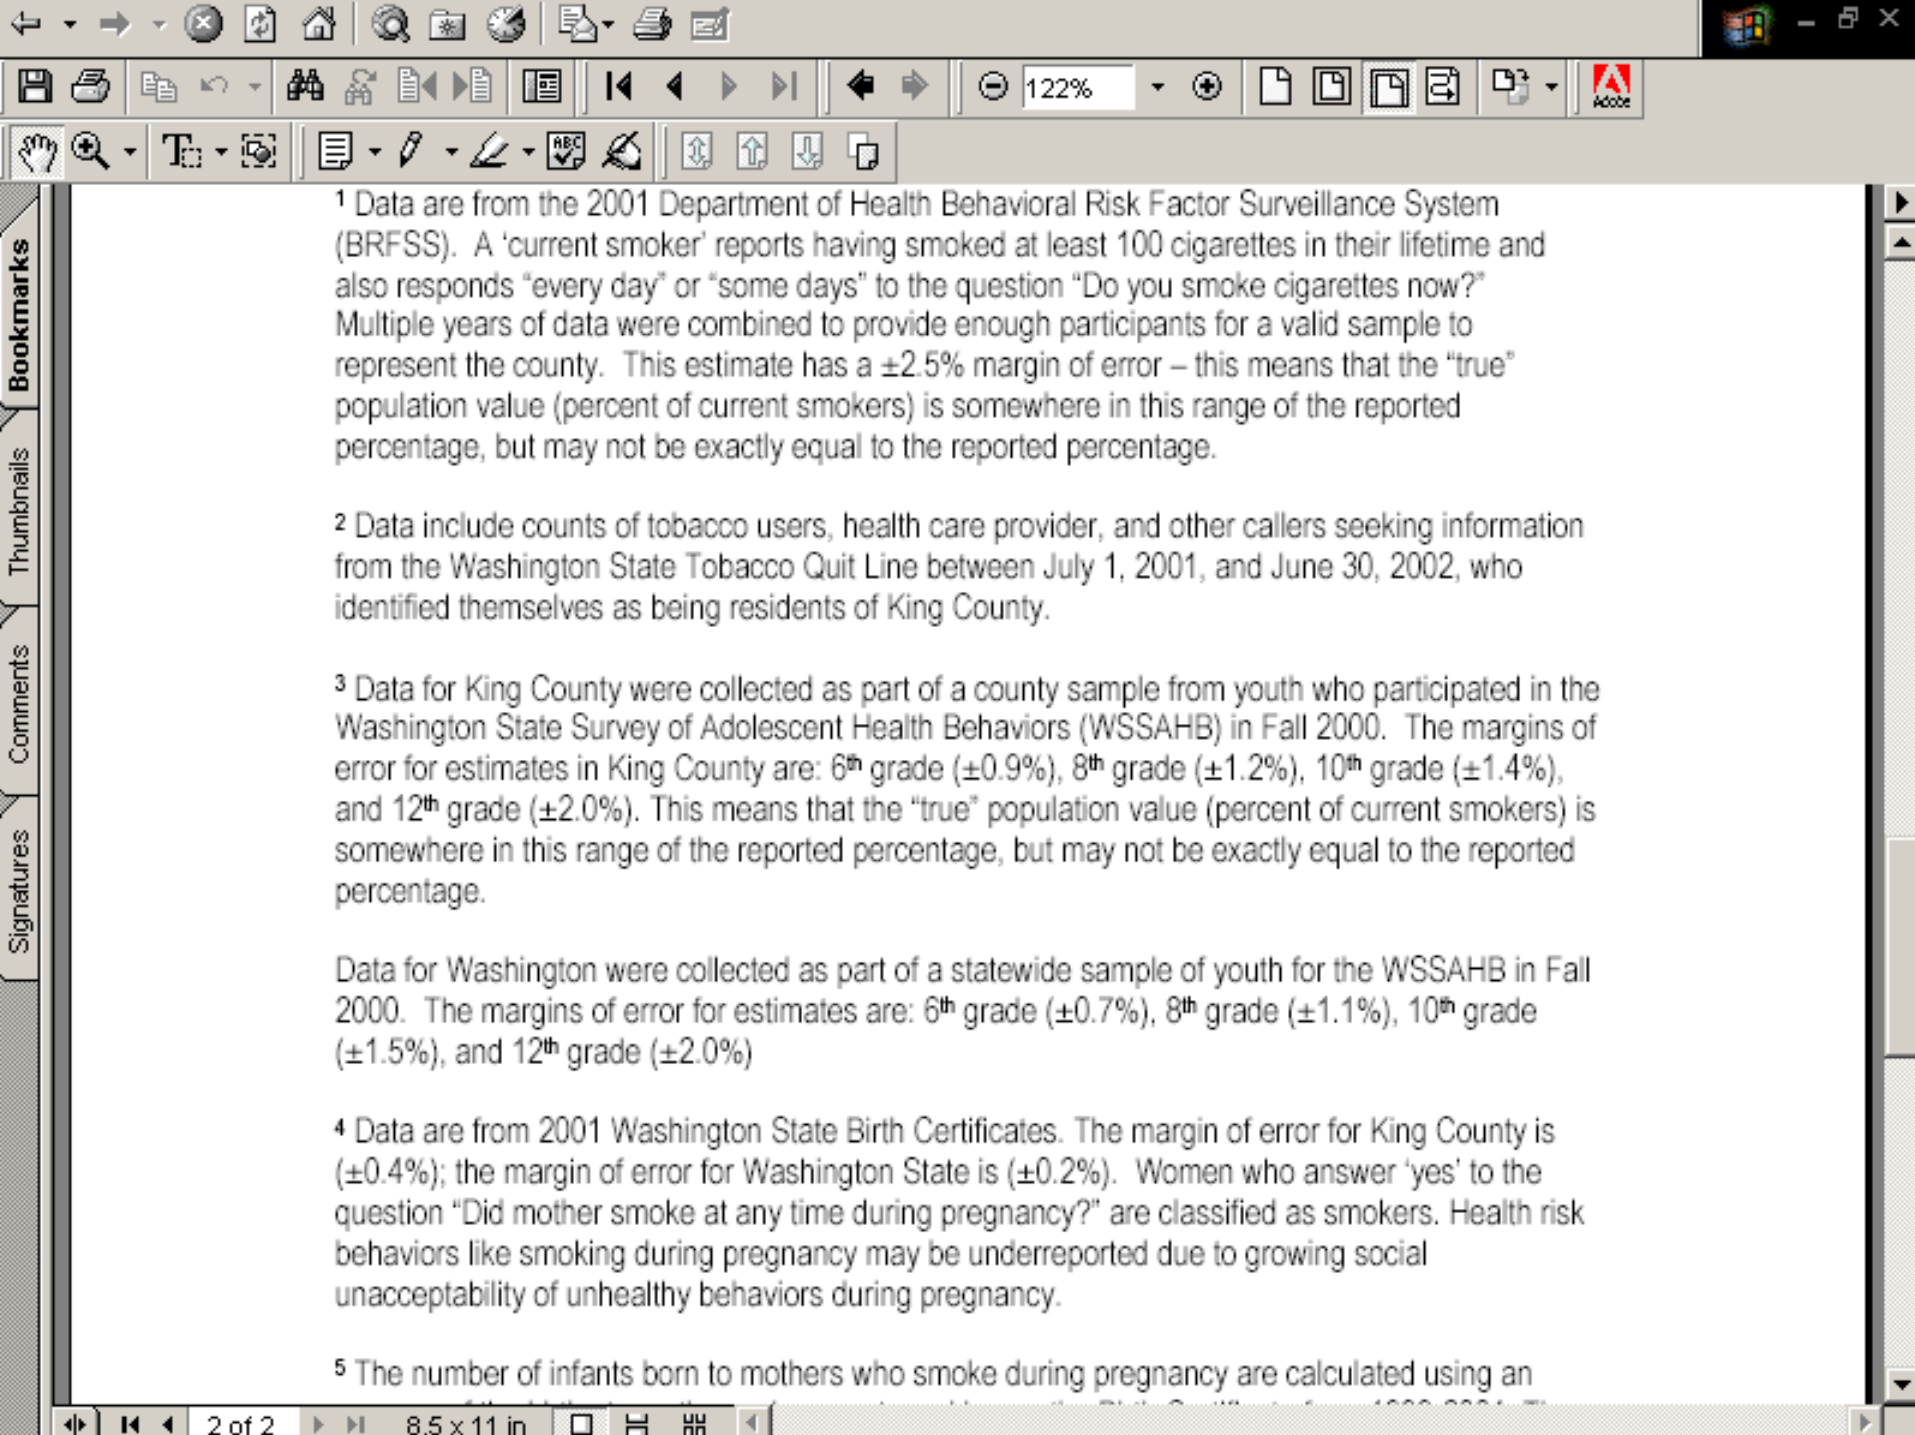 122%
Adobe
ABC
Bookmarks
Thumbnails
Comments
Signatures
1 Data are from the 2001 Department of Health Behavioral Risk Factor Surveillance System
(BRFSS).  A ‘current smoker’ reports having smoked at least 100 cigarettes in their lifetime and
also responds “every day” or “some days” to the question “Do you smoke cigarettes now?”
Multiple years of data were combined to provide enough participants for a valid sample to
represent the county.  This estimate has a ±2.5% margin of error – this means that the “true”
population value (percent of current smokers) is somewhere in this range of the reported
percentage, but may not be exactly equal to the reported percentage.
2 Data include counts of tobacco users, health care provider, and other callers seeking information
from the Washington State Tobacco Quit Line between July 1, 2001, and June 30, 2002, who
identified themselves as being residents of King County.
3 Data for King County were collected as part of a county sample from youth who participated in the
Washington State Survey of Adolescent Health Behaviors (WSSAHB) in Fall 2000.  The margins of
error for estimates in King County are: 6th grade (±0.9%), 8th grade (±1.2%), 10th grade (±1.4%),
and 12th grade (±2.0%). This means that the “true” population value (percent of current smokers) is
somewhere in this range of the reported percentage, but may not be exactly equal to the reported
percentage.
Data for Washington were collected as part of a statewide sample of youth for the WSSAHB in Fall
2000.  The margins of error for estimates are: 6th grade (±0.7%), 8th grade (±1.1%), 10th grade
(±1.5%), and 12th grade (±2.0%)
4 Data are from 2001 Washington State Birth Certificates. The margin of error for King County is
(±0.4%); the margin of error for Washington State is (±0.2%).  Women who answer ‘yes’ to the
question “Did mother smoke at any time during pregnancy?” are classified as smokers. Health risk
behaviors like smoking during pregnancy may be underreported due to growing social
unacceptability of unhealthy behaviors during pregnancy.
5 The number of infants born to mothers who smoke during pregnancy are calculated using an
2 of 2
8.5 x 11 in